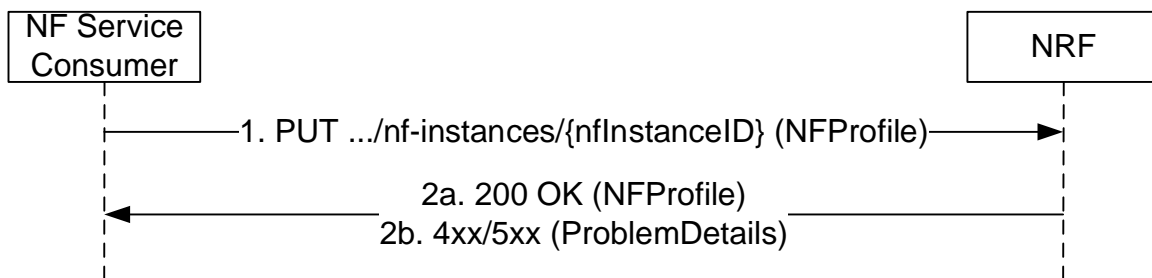 NF Service
Consumer
NRF
1. PUT .../nf-instances/{nfInstanceID} (NFProfile)
2a. 200 OK (NFProfile)
2b. 4xx/5xx (ProblemDetails)